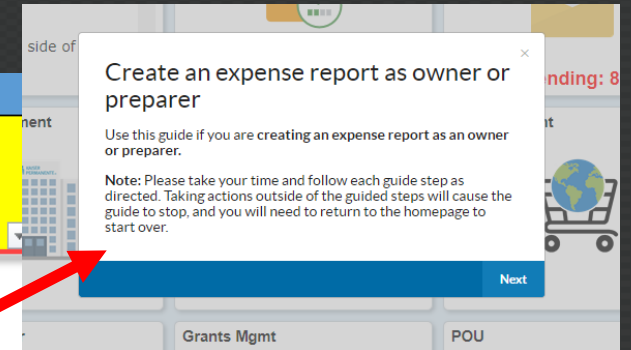 side of
×
Create an expense report as owner or
preparer
nding: 8
Use this guide if you are creating an expense report as an owner
or preparer.
Note: Please take your time and follow each guide step as
directed. Taking actions outside of the guided steps will cause the
guide to stop, and you will need to return to the homepage to
start over.
Next
Grants Mgmt
POU